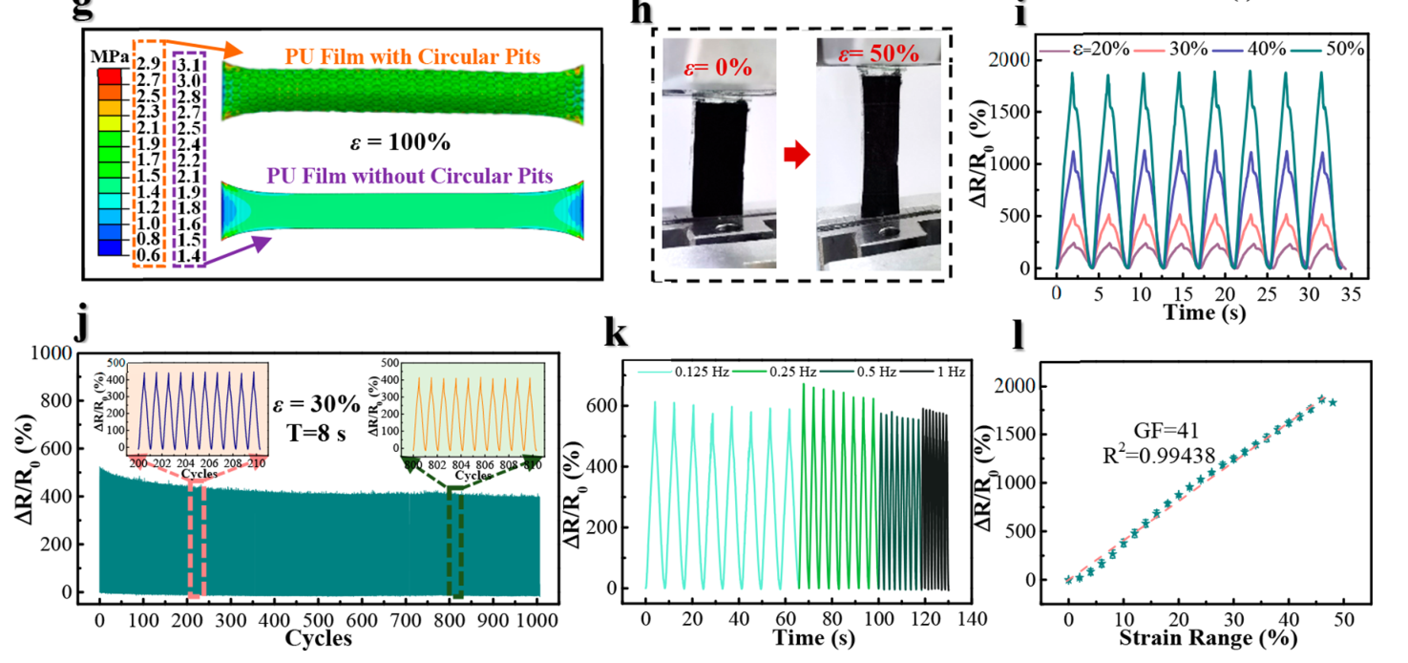 g
MPa
2.9
2.7
2.5
2.3
2.1
1.9
1.7
1.5
1.4
1.2
1.0
0.8
0.6
3.1
3.0
2.8
2.7
2.5
2.4
2.2
2.1
1.9
1.8
1.6
1.5
1.4
PU Film with Circular Pits
ε = 100%
PU Film without Circular Pits
h
ε= 0%
ε= 50%
i
ε=20% 30% 40% 50%
ΔR/R0 (%)
2000
1500
1000
500
0
0 5 10 15 20 25 30 35
Time (s)
j
ΔR/R0 (%)
1000
800
600
400
200
0
0 100 200 300 400 500 600 700 800 900 1000
Cycles
ΔR/R0 (%)
500
400
300
200
100
0
200 202 204 206 208 210
Cycles
ε = 30%
T=8 s
ΔR/R0 (%)
500
400
300
200
100
0
800 802 804 806 808 810
Cycles
k
0.125 Hz 0.25 Hz 0.5 Hz 1 Hz
ΔR/R0 (%)
600
400
200
0
0 20 40 60 80 100 120 140
Time (s)
l
GF=41
R2=0.99438
ΔR/R0 (%)
2000
1500
1000
500
0
0 10 20 30 40 50
Strain Range (%)